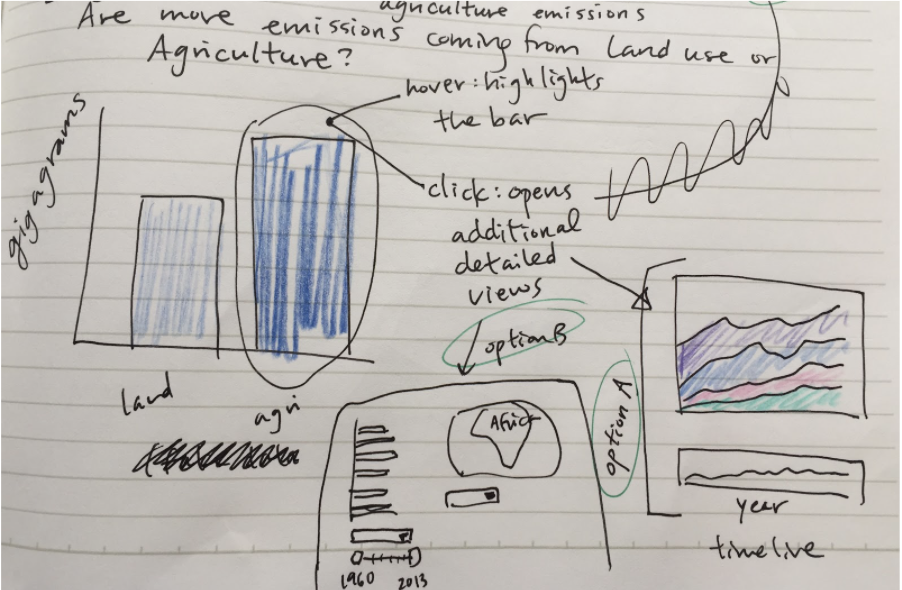 agriculture emissions
Are more emissions coming from land use or
Agriculture?
hover: highlights
the bar
gigagrams
click: opens
additional
detailed
views
option B
option A
land
agri
Africa
year
timeline
1960 2013